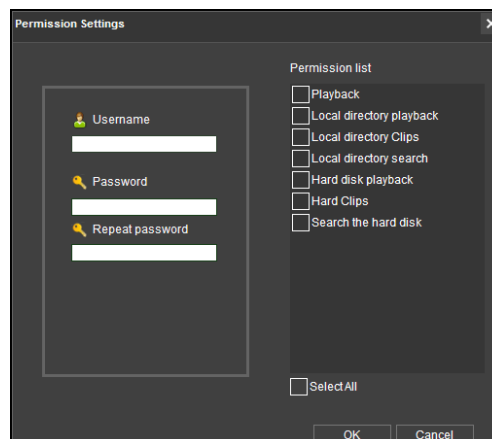 Permission Settings
Username
Password
Repeat password
Permission list
Playback
Local directory playback
Local directory Clips
Local directory search
Hard disk playback
Hard Clips
Search the hard disk
Select All
OK
Cancel